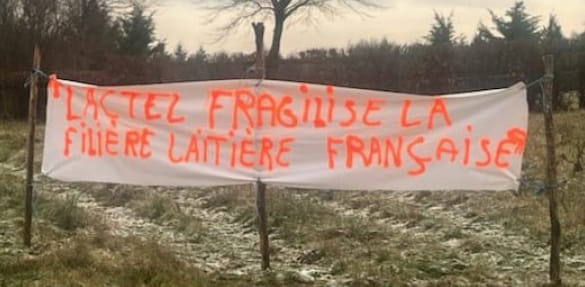 LACTEL FRAGILISE LA
FILIÈRE LAITIÈRE FRANÇAISE